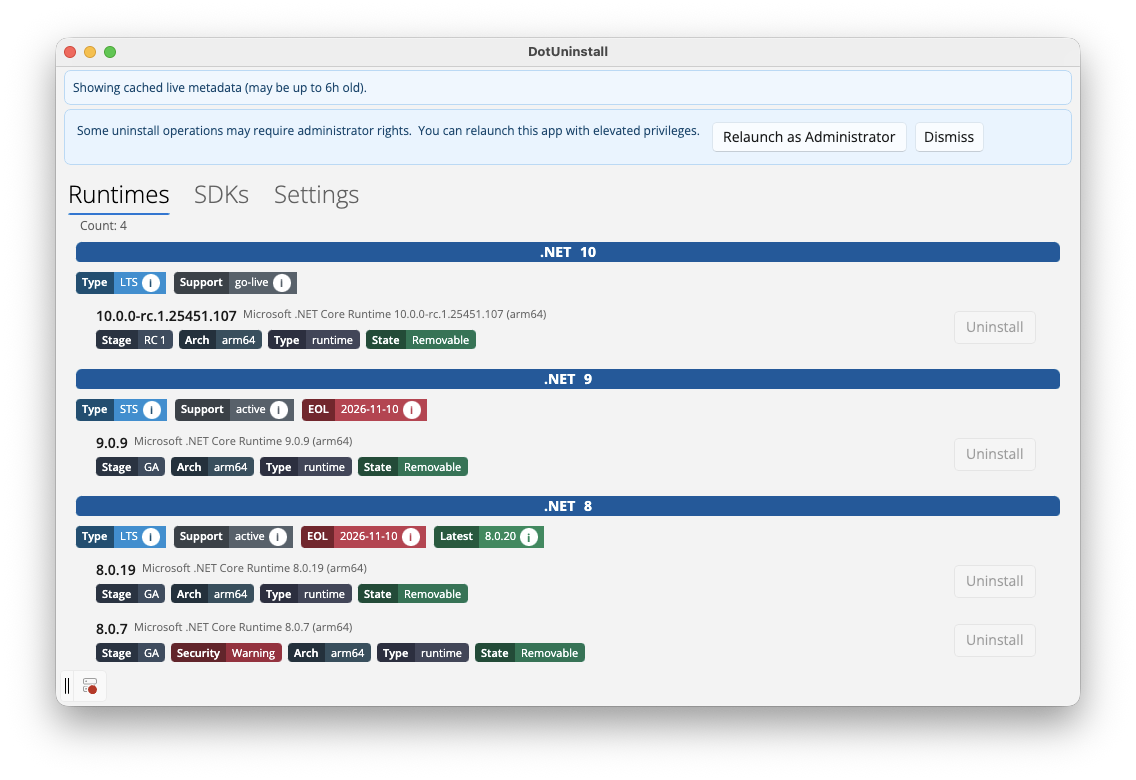 DotUninstall
Showing cached live metadata (may be up to 6h old).
Some uninstall operations may require administrator rights.  You can relaunch this app with elevated privileges. Relaunch as Administrator Dismiss
Runtimes SDKs Settings
Count: 4
.NET 10
Type LTS i Support go-live i
10.0.0-rc.1.25451.107 Microsoft .NET Core Runtime 10.0.0-rc.1.25451.107 (arm64)
Uninstall
Stage RC 1 Arch arm64 Type runtime State Removable
.NET 9
Type STS i Support active i EOL 2026-11-10 i
9.0.9 Microsoft .NET Core Runtime 9.0.9 (arm64)
Uninstall
Stage GA Arch arm64 Type runtime State Removable
.NET 8
Type LTS i Support active i EOL 2026-11-10 i Latest 8.0.20 i
8.0.19 Microsoft .NET Core Runtime 8.0.19 (arm64)
Uninstall
Stage GA Arch arm64 Type runtime State Removable
8.0.7 Microsoft .NET Core Runtime 8.0.7 (arm64)
Uninstall
Stage GA Security Warning Arch arm64 Type runtime State Removable